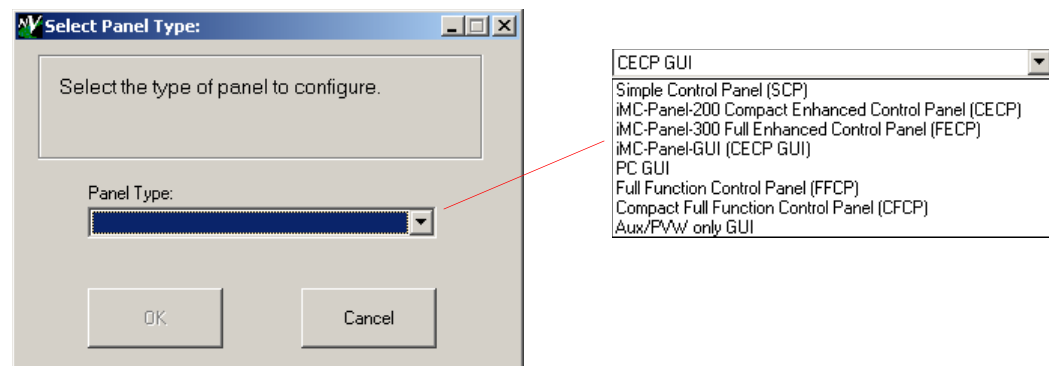 NV Select Panel Type:
Select the type of panel to configure.
Panel Type:
OK
Cancel
CECP GUI
Simple Control Panel (SCP)
iMC-Panel-200 Compact Enhanced Control Panel (CECP)
iMC-Panel-300 Full Enhanced Control Panel (FECP)
iMC-Panel-GUI (CECP GUI)
PC GUI
Full Function Control Panel (FFCP)
Compact Full Function Control Panel (CFCP)
Aux/PVW only GUI